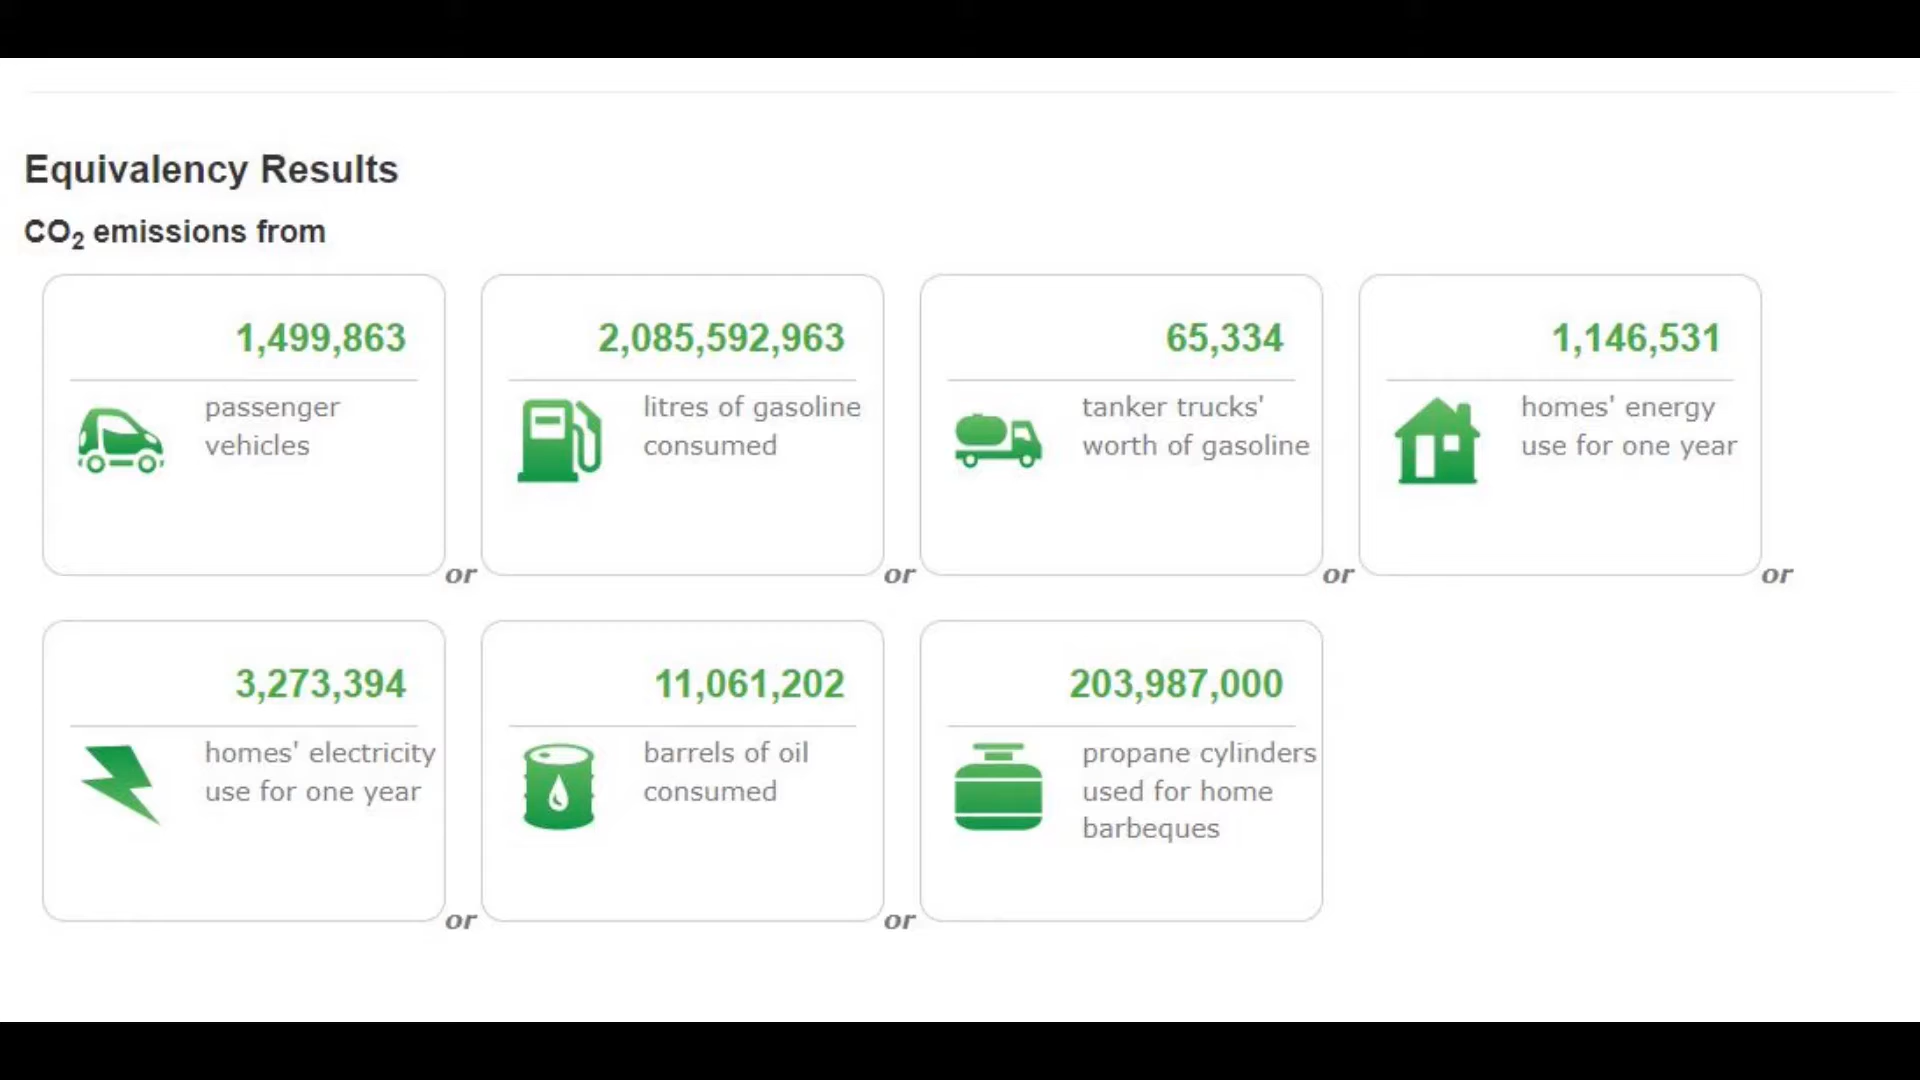 Equivalency Results
CO₂ emissions from
1,499,863
passenger
vehicles
or
2,085,592,963
litres of gasoline
consumed
or
65,334
tanker trucks'
worth of gasoline
or
1,146,531
homes' energy
use for one year
or
3,273,394
homes' electricity
use for one year
or
11,061,202
barrels of oil
consumed
or
203,987,000
propane cylinders
used for home
barbeques